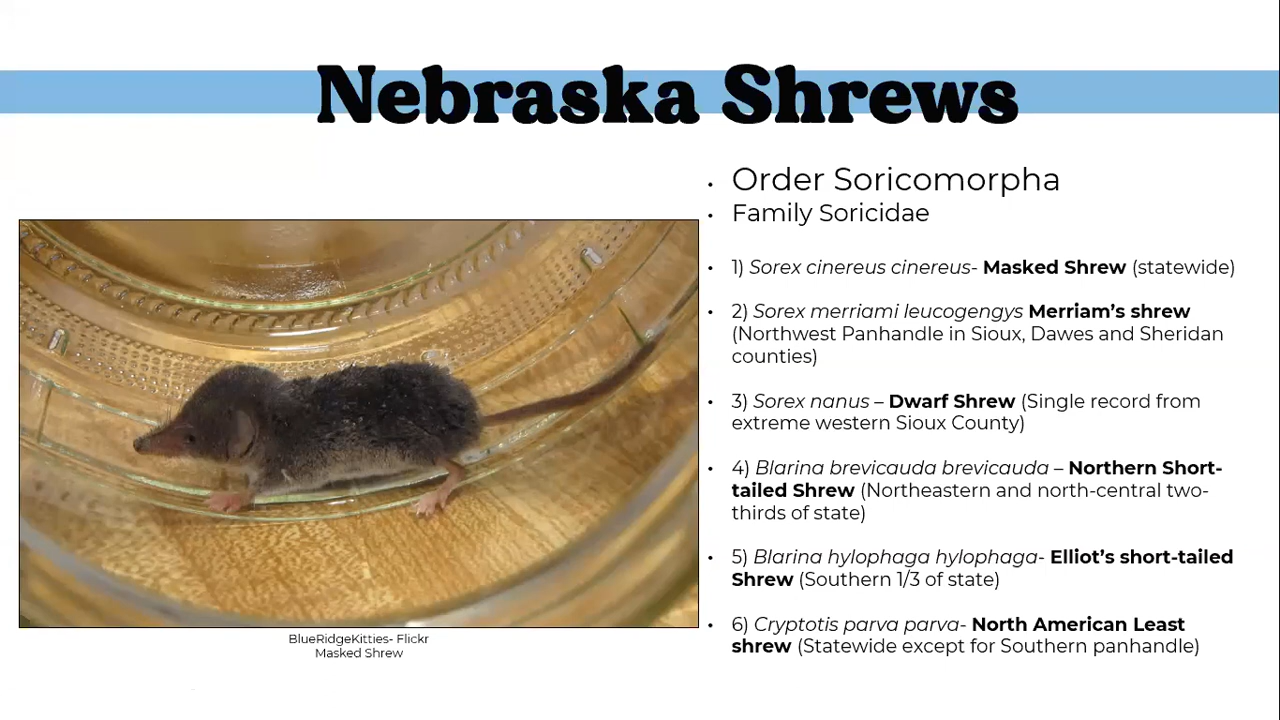 Nebraska Shrews
• Order Soricomorpha
• Family Soricidae
• 1) Sorex cinereus cinereus- Masked Shrew (statewide)
• 2) Sorex merriami leucogengys Merriam’s shrew
(Northwest Panhandle in Sioux, Dawes and Sheridan
counties)
• 3) Sorex nanus – Dwarf Shrew (Single record from
extreme western Sioux County)
• 4) Blarina brevicauda brevicauda – Northern Short-
tailed Shrew (Northeastern and north-central two-
thirds of state)
• 5) Blarina hylophaga hylophaga- Elliot’s short-tailed
Shrew (Southern 1/3 of state)
• 6) Cryptotis parva parva- North American Least
shrew (Statewide except for Southern panhandle)
BlueRidgeKitties- Flickr
Masked Shrew